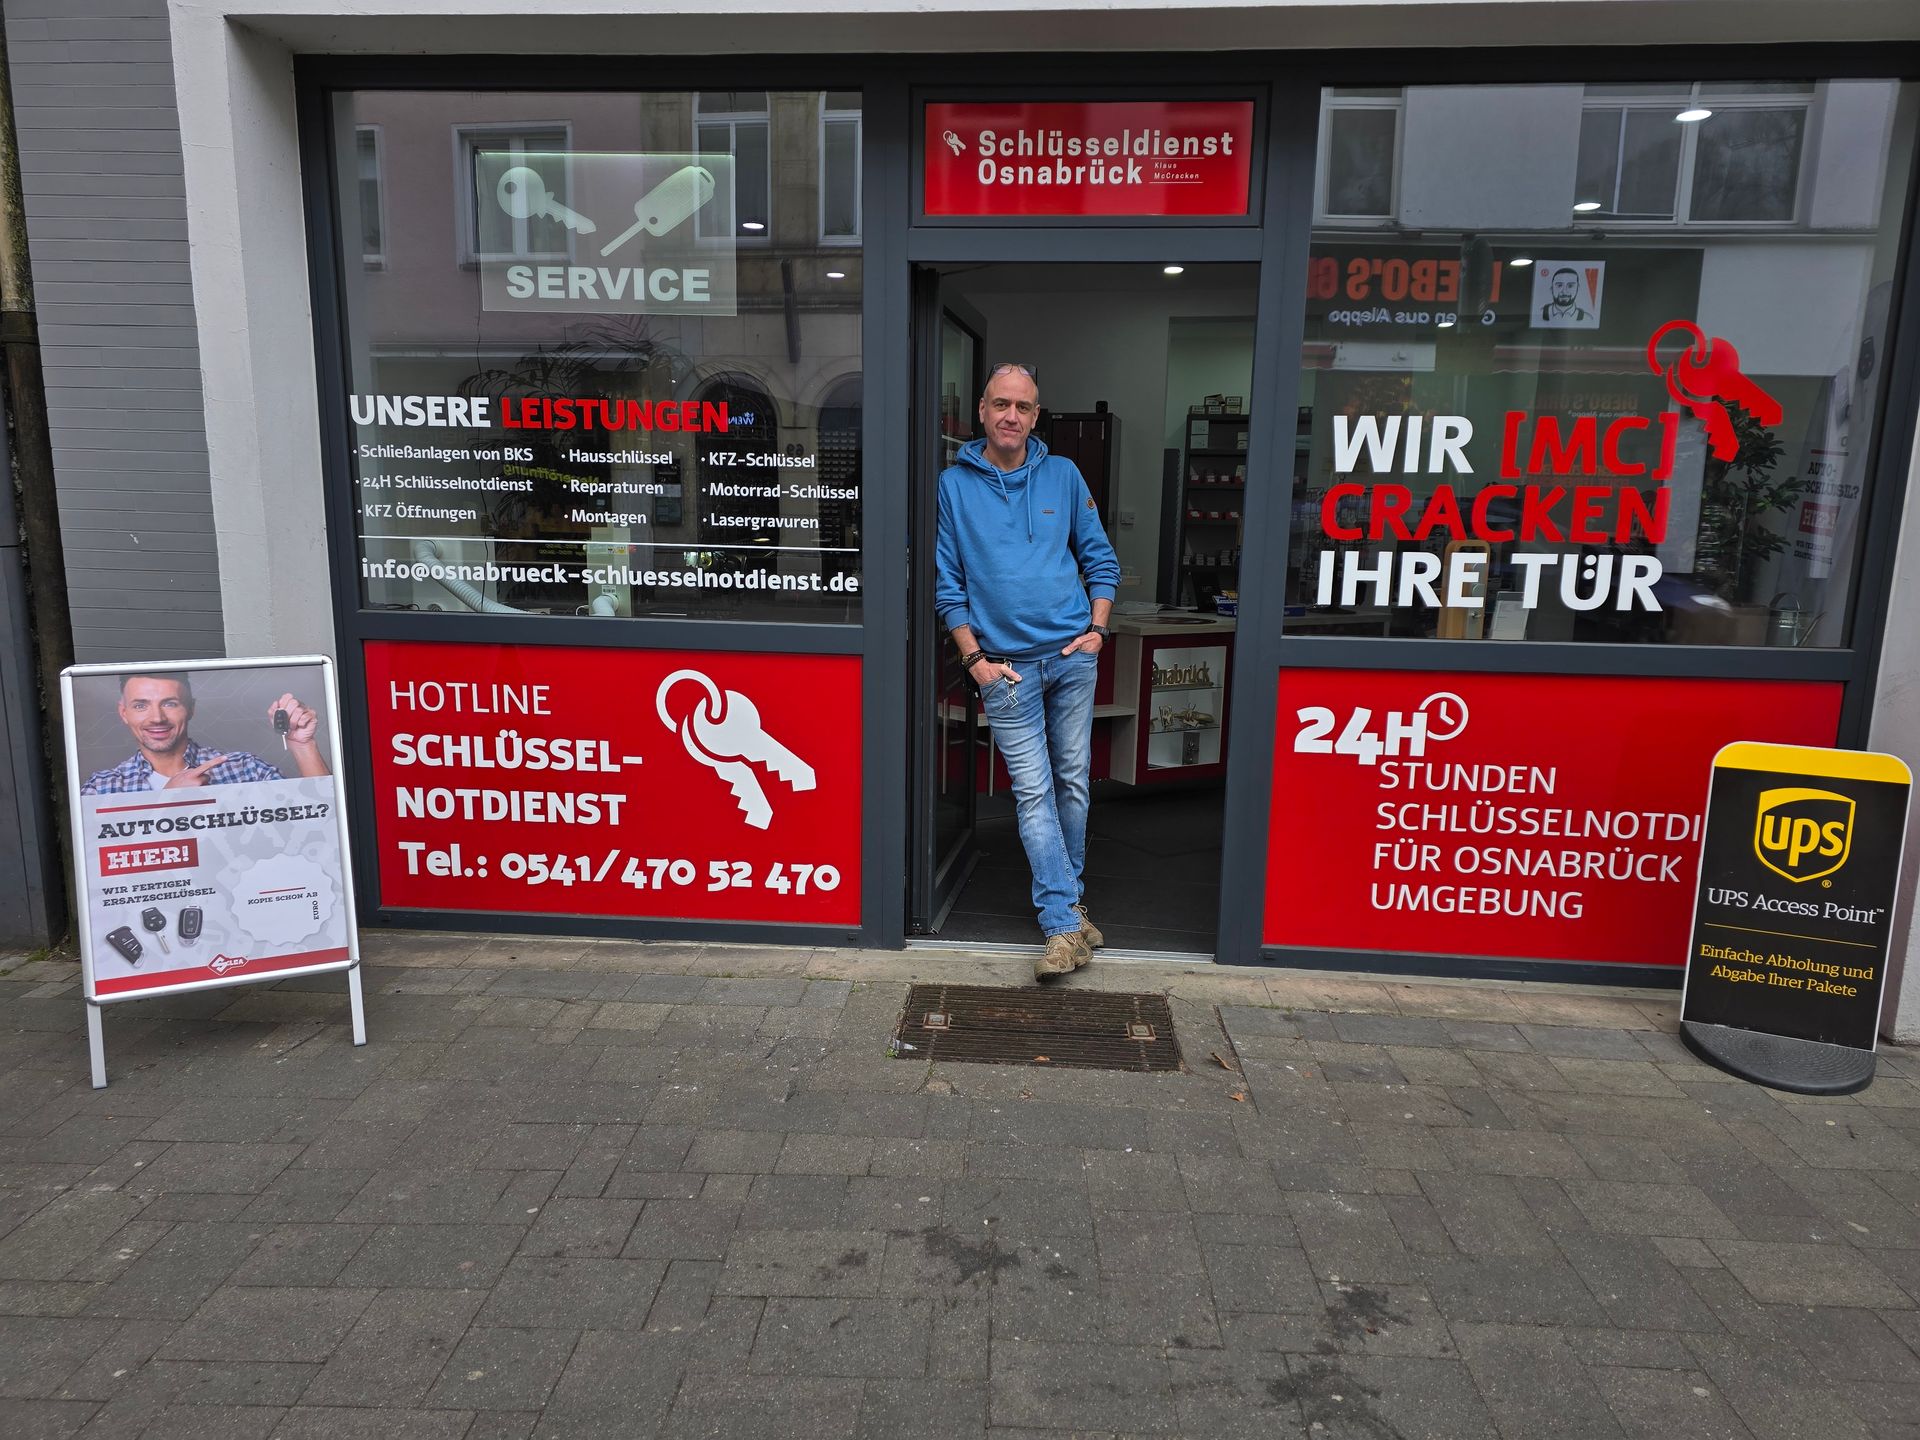 Schlüsseldienst
Osnabrück
Klaus
McCracken
SERVICE
UNSERE LEISTUNGEN
· Schließanlagen von BKS
· 24H Schlüsselnotdienst
· KFZ Öffnungen
· Hausschlüssel
· Reparaturen
· Montagen
· KFZ-Schlüssel
· Motorrad-Schlüssel
· Lasergravuren
info@osnabrueck-schluesselnotdienst.de
HOTLINE
SCHLÜSSEL-
NOTDIENST
Tel.: 0541/470 52 470
WIR [MC]
CRACKEN
IHRE TÜR
24H
STUNDEN
SCHLÜSSELNOTDI
FÜR OSNABRÜCK
UMGEBUNG
AUTOSCHLÜSSEL?
HIER!
WIR FERTIGEN
ERSATZSCHLÜSSEL
KOPIE SCHON AB
EURO
SILCA
ups
UPS Access Point™
Einfache Abholung und
Abgabe Ihrer Pakete